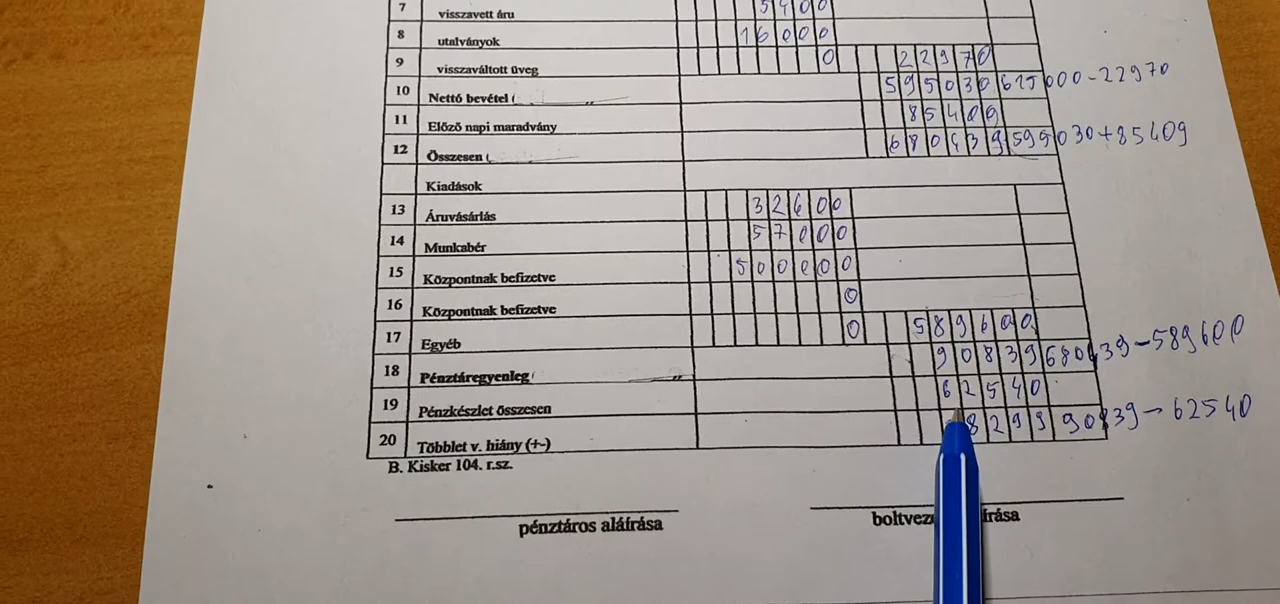 7 visszavett áru 5400
8 utalványok 16000
9 visszaváltott üveg 0 22970
10 Nettó bevétel ( „ 595030 618000-22970
11 Előző napi maradvány 85409
12 Összesen ( 680439 595030+85409
Kiadások
13 Áruvásárlás 32600
14 Munkabér 57000
15 Központnak befizetve 500000
16 Központnak befizetve 0
17 Egyéb 0 589600
18 Pénztáregyenleg ( „ 90839 680439-589600
19 Pénzkészlet összesen 62540
20 Többlet v. hiány (+-) 8299 90839-62540
B. Kisker 104. r.sz.
pénztáros aláírása